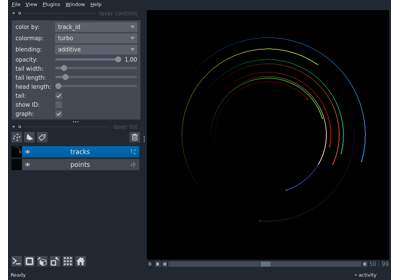 File View Plugins Window Help
layer controls
color by: track_id
colormap: turbo
blending: additive
opacity: 1.00
tail width:
tail length:
head length:
tail:
show ID:
graph:
layer list
tracks
points
50 99
Ready
activity